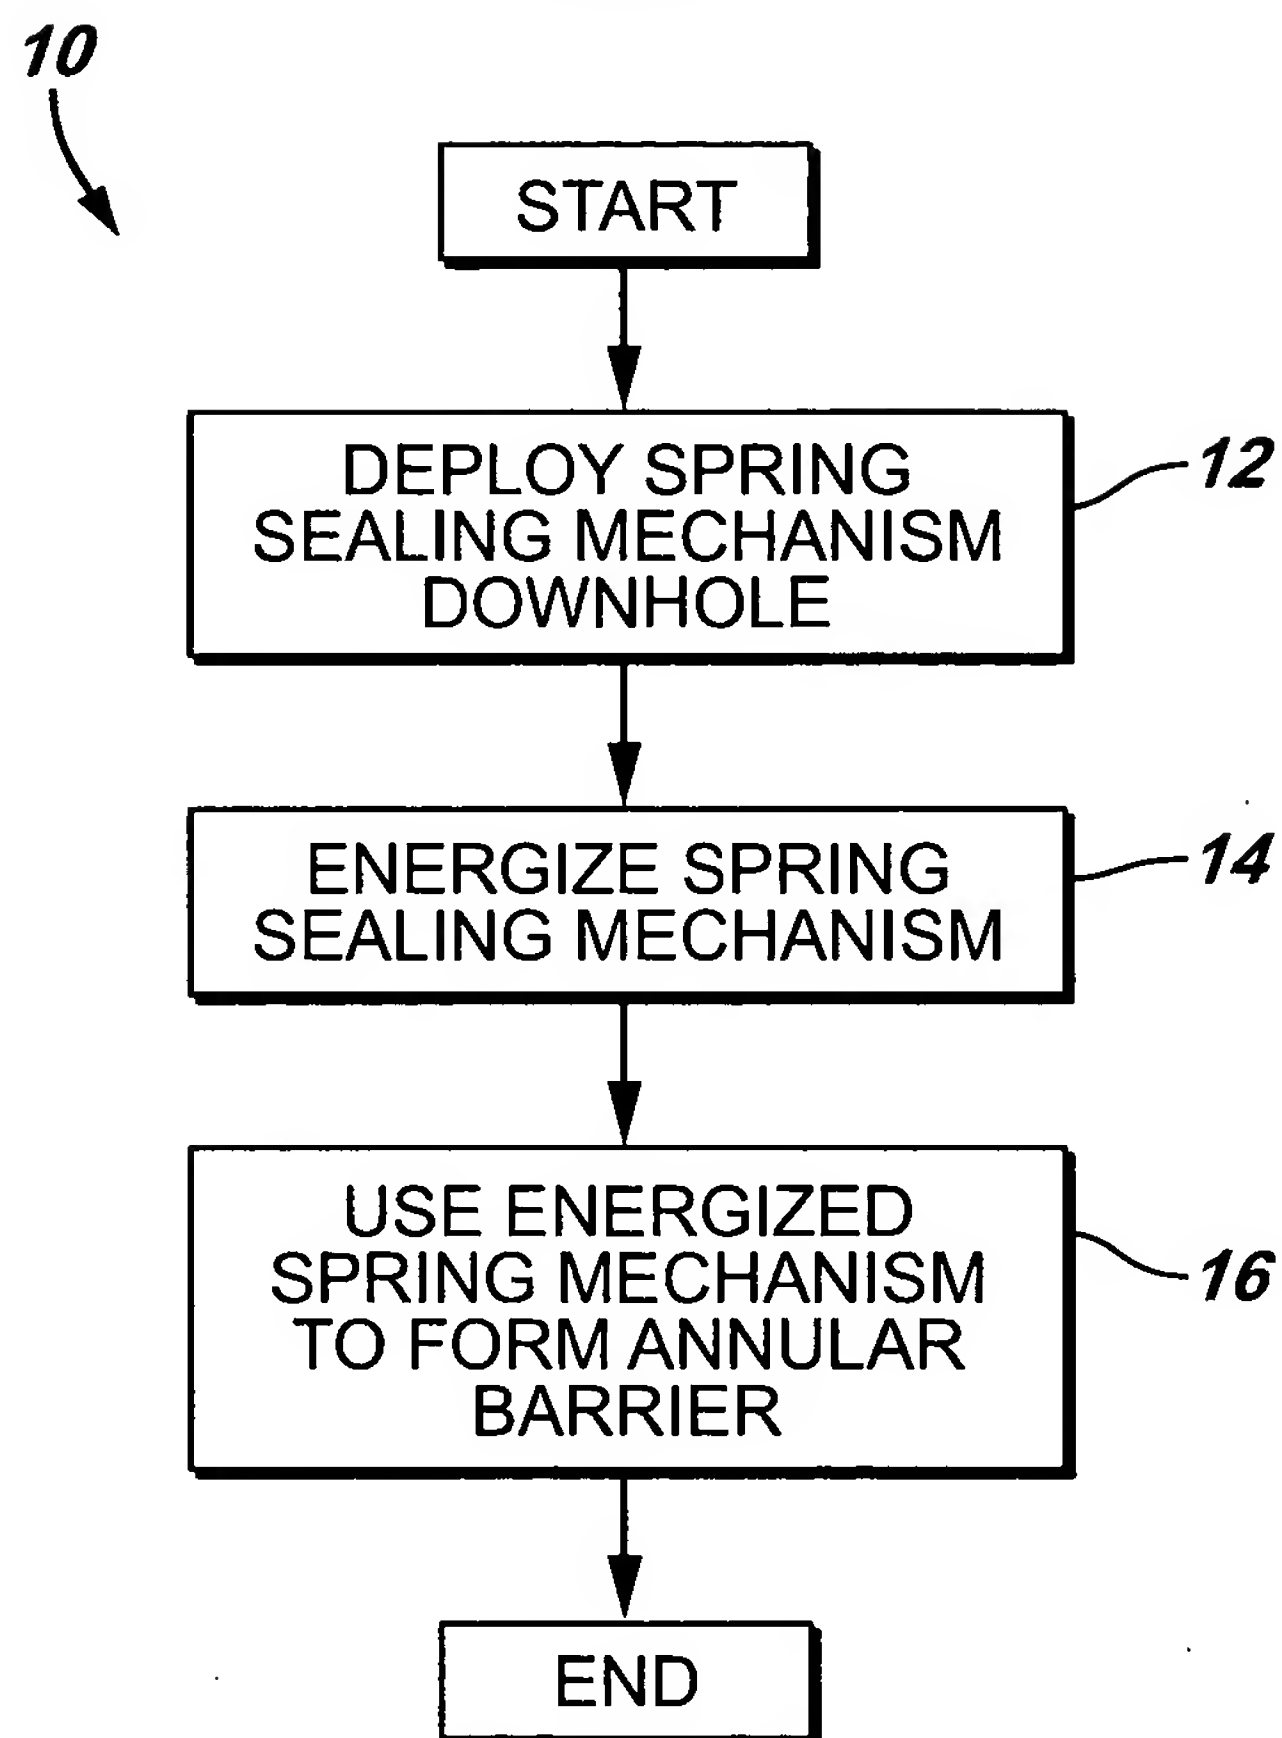 10
START
DEPLOY SPRING
SEALING MECHANISM
DOWNHOLE
12
ENERGIZE SPRING
SEALING MECHANISM
14
USE ENERGIZED
SPRING MECHANISM
TO FORM ANNULAR
BARRIER
16
END